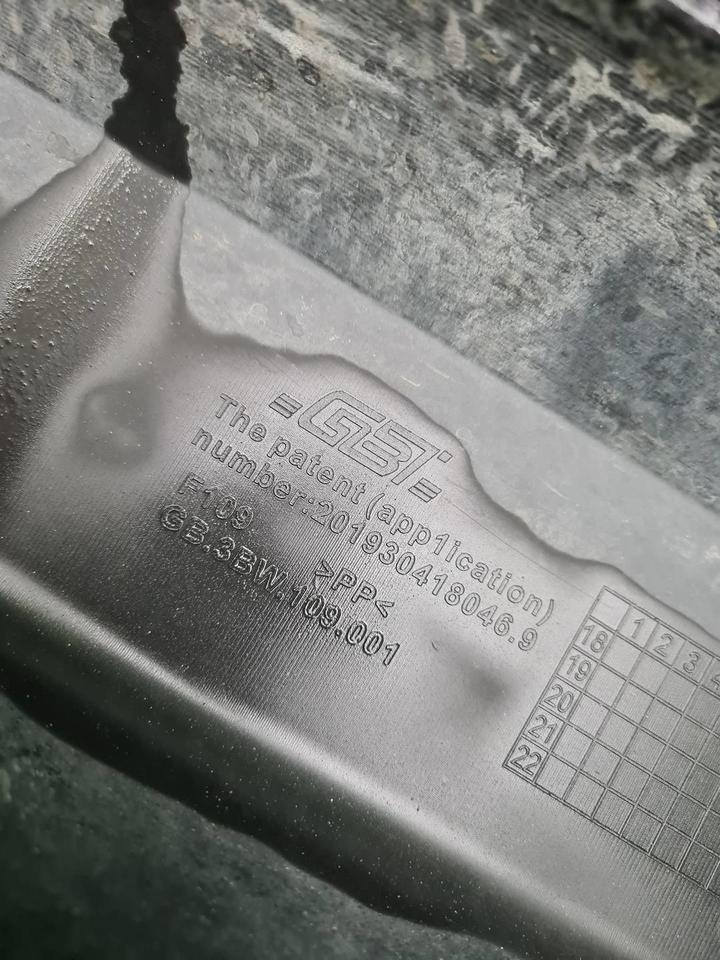 =GBT=
The patent (app1ication)
number:201930418046.9
F109 >PP<
GB.3BW.109.001
1 2 3
18
19
20
21
22